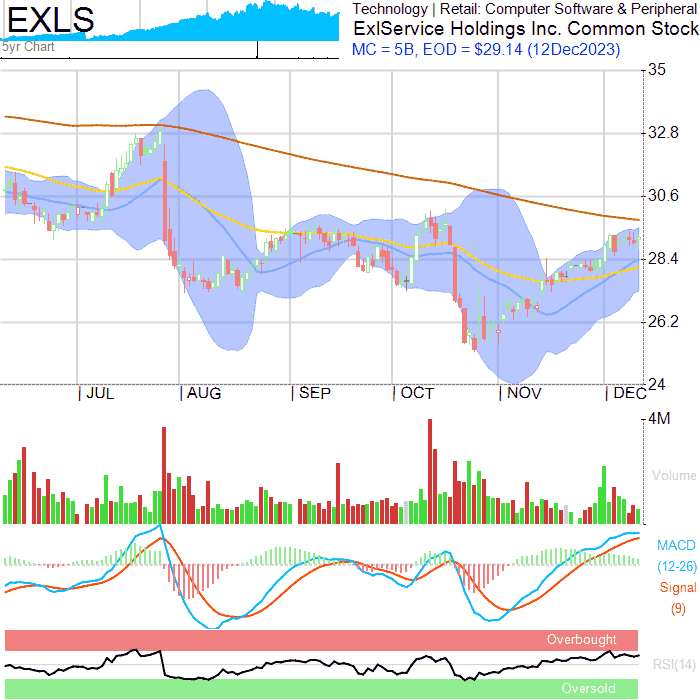 EXLS
5yr Chart
Technology | Retail: Computer Software & Peripheral
ExlService Holdings Inc. Common Stock
MC = 5B, EOD = $29.14 (12Dec2023)
35
32.8
30.6
28.4
26.2
24
| JUL
| AUG
| SEP
| OCT
| NOV
| DEC
4M
Volume
MACD
(12-26)
Signal
(9)
Overbought
RSI(14)
Oversold